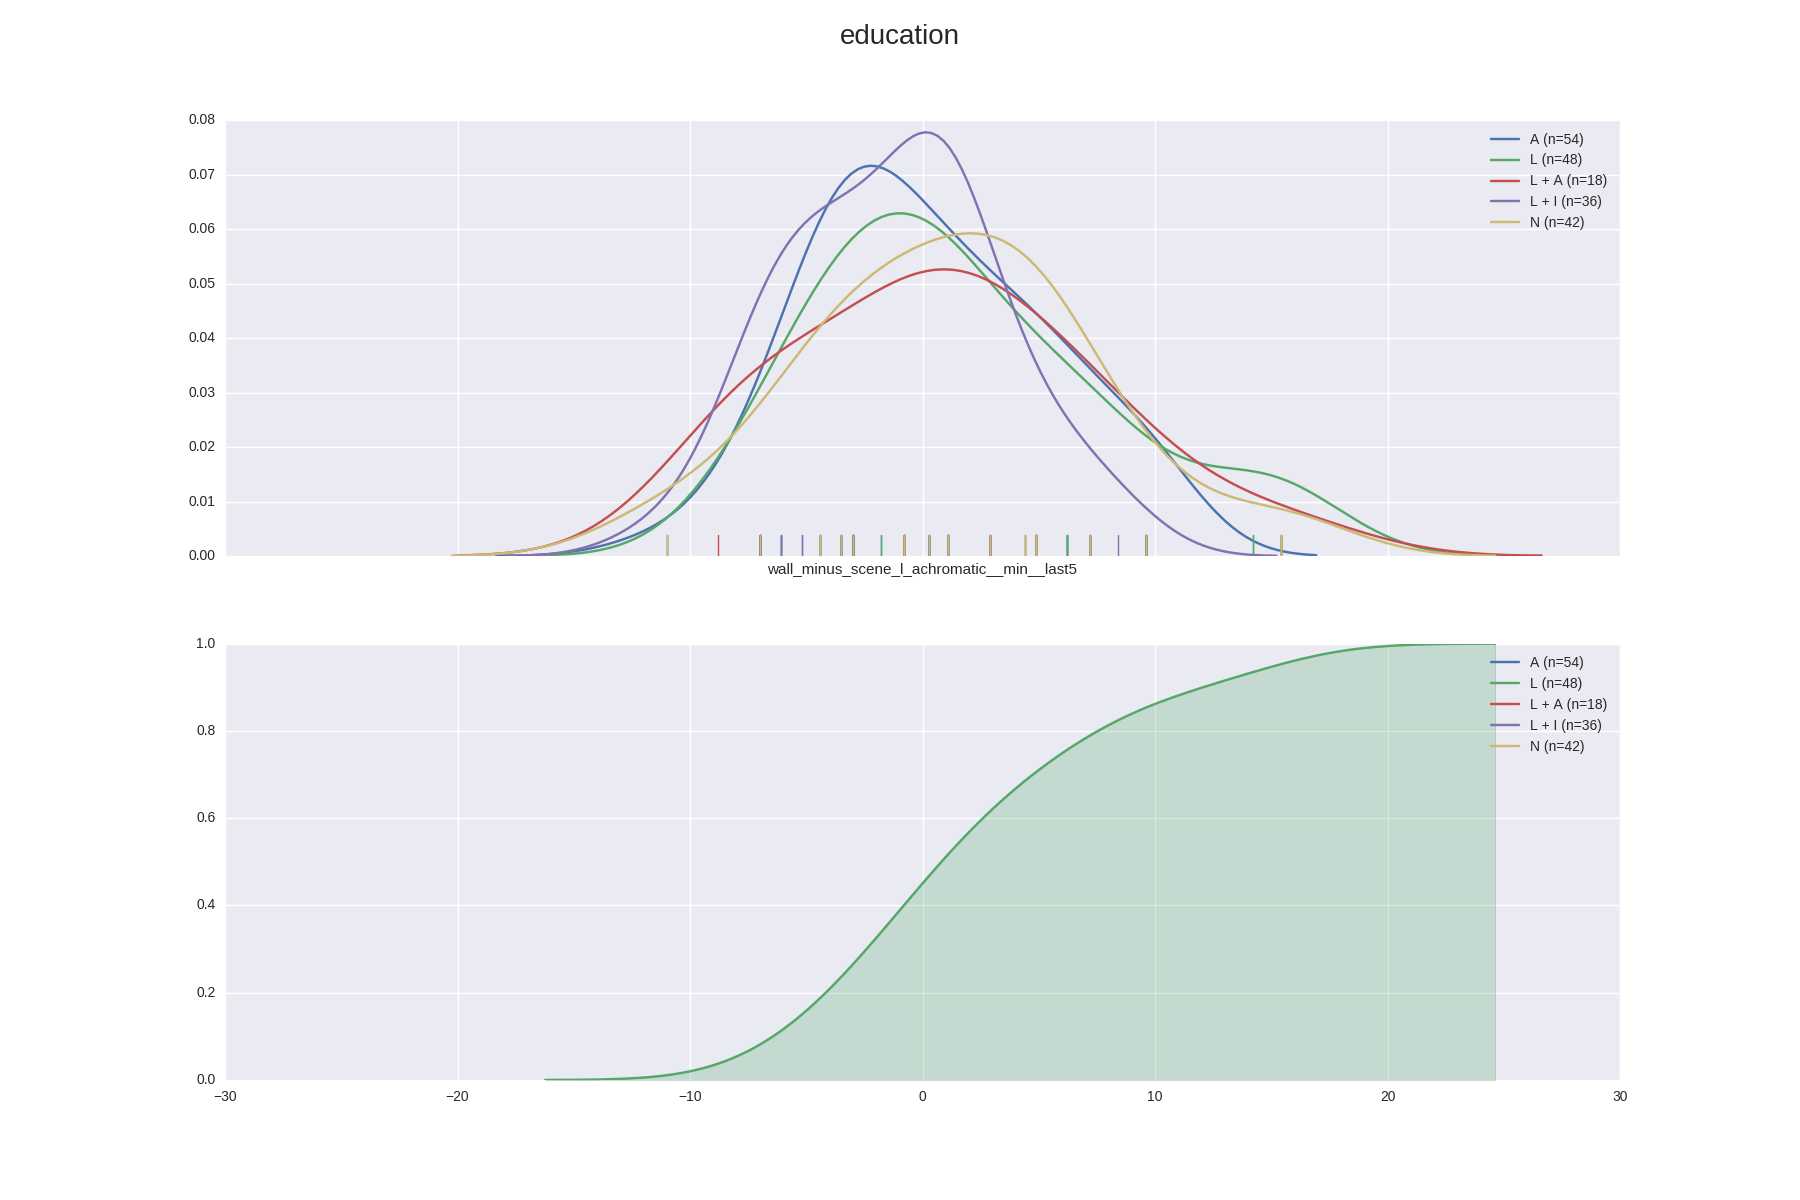 education
0.08
0.07
0.06
0.05
0.04
0.03
0.02
0.01
0.00
A (n=54)
L (n=48)
L + A (n=18)
L + I (n=36)
N (n=42)
wall_minus_scene_l_achromatic__min__last5
1.0
0.8
0.6
0.4
0.2
0.0
A (n=54)
L (n=48)
L + A (n=18)
L + I (n=36)
N (n=42)
−30 −20 −10 0 10 20 30